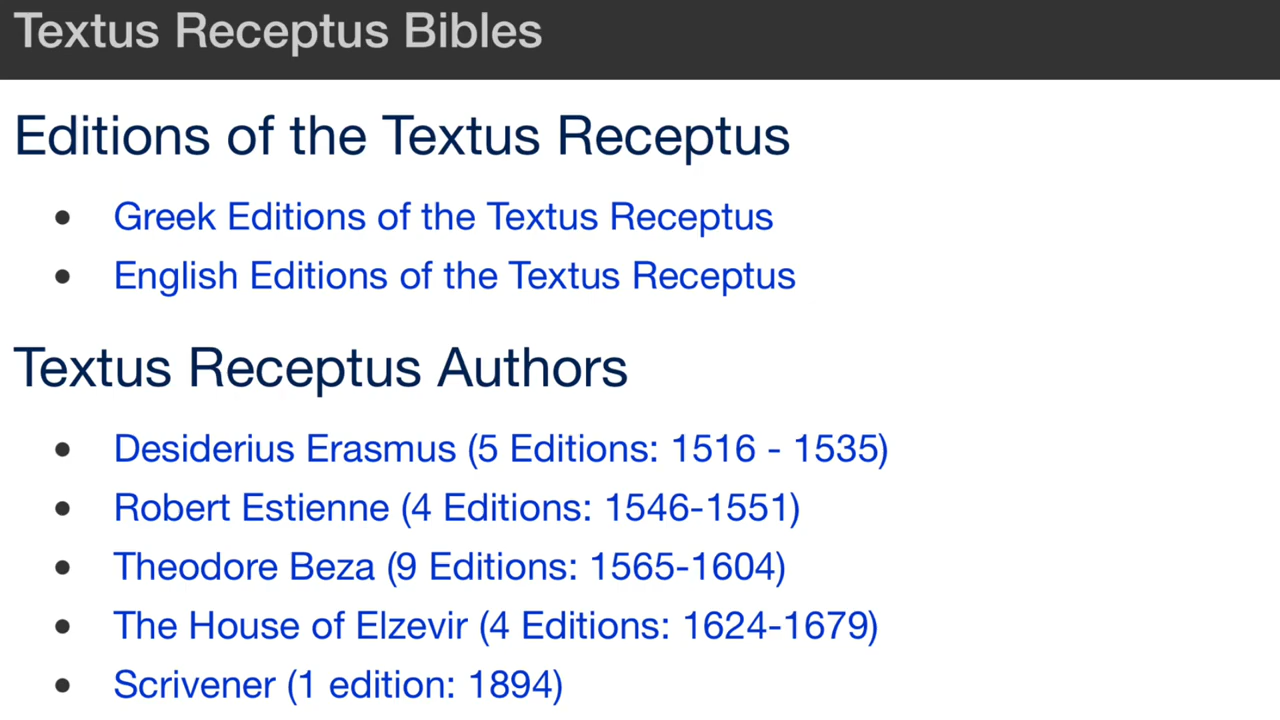 Textus Receptus Bibles
Editions of the Textus Receptus
Greek Editions of the Textus Receptus
English Editions of the Textus Receptus
Textus Receptus Authors
Desiderius Erasmus (5 Editions: 1516 - 1535)
Robert Estienne (4 Editions: 1546-1551)
Theodore Beza (9 Editions: 1565-1604)
The House of Elzevir (4 Editions: 1624-1679)
Scrivener (1 edition: 1894)